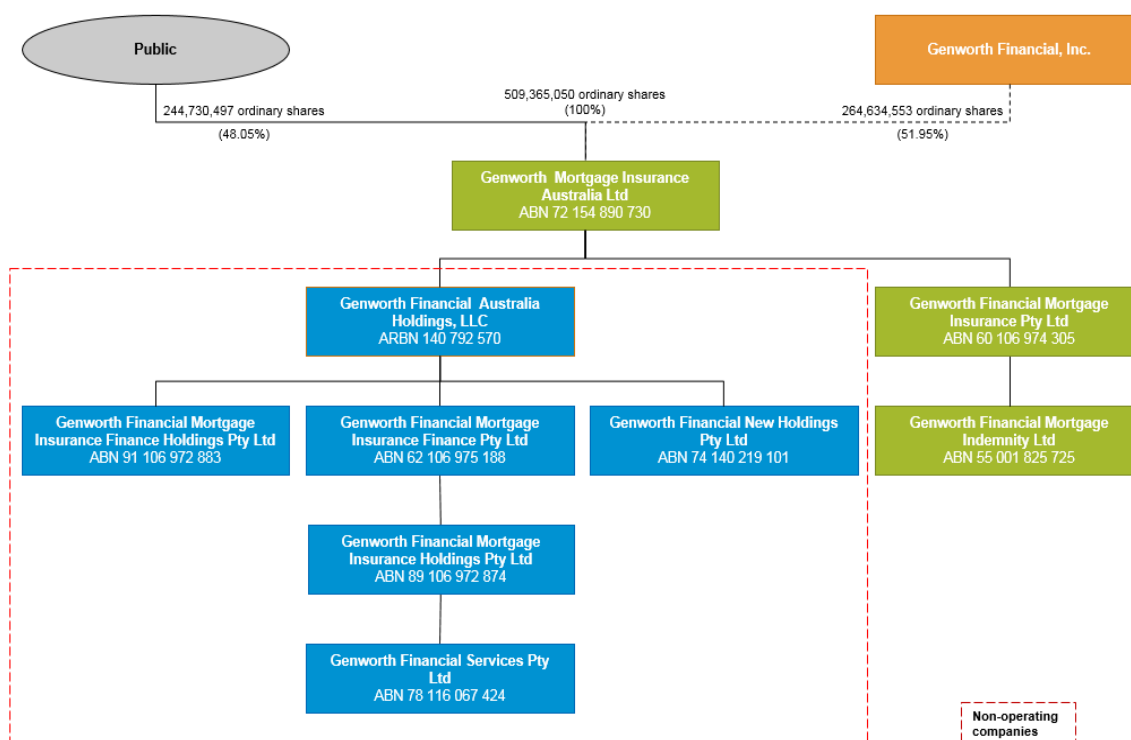 Public
Genworth Financial, Inc.
509,365,050 ordinary shares
(100%)
244,730,497 ordinary shares
(48.05%)
264,634,553 ordinary shares
(51.95%)
Genworth Mortgage Insurance
Australia Ltd
ABN 72 154 890 730
Genworth Financial Australia
Holdings, LLC
ARBN 140 792 570
Genworth Financial Mortgage
Insurance Pty Ltd
ABN 60 106 974 305
Genworth Financial Mortgage
Insurance Finance Holdings Pty Ltd
ABN 91 106 972 883
Genworth Financial Mortgage
Insurance Finance Pty Ltd
ABN 62 106 975 188
Genworth Financial New Holdings
Pty Ltd
ABN 74 140 219 101
Genworth Financial Mortgage
Indemnity Ltd
ABN 55 001 825 725
Genworth Financial Mortgage
Insurance Holdings Pty Ltd
ABN 89 106 972 874
Genworth Financial Services Pty
Ltd
ABN 78 116 067 424
Non-operating
companies